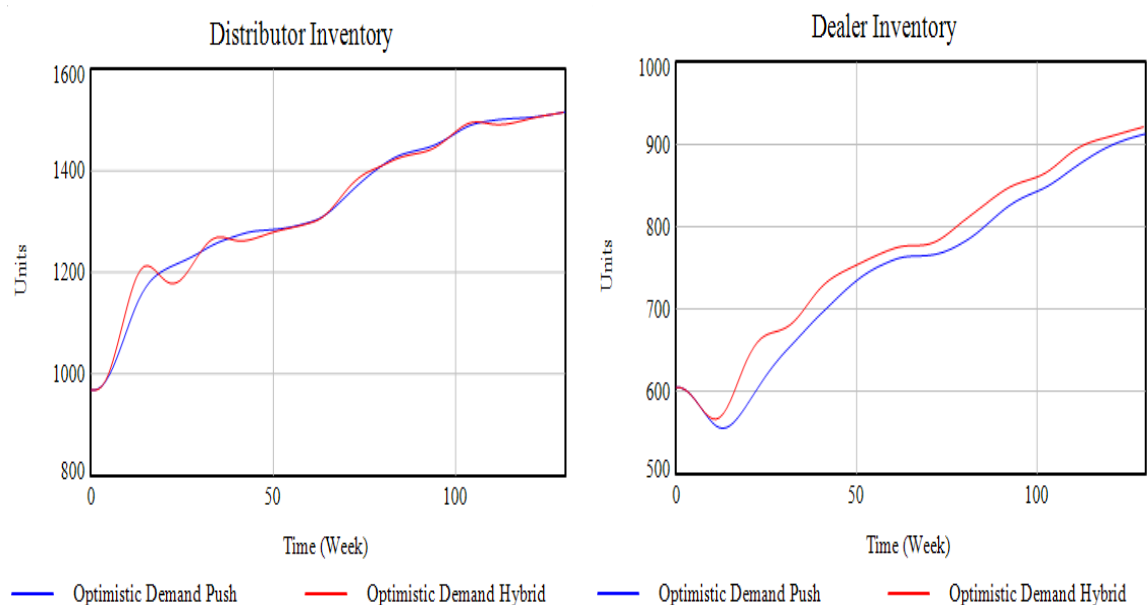 Distributor Inventory
1600
1400
1200
1000
800
Units
0
50
100
Time (Week)
Optimistic Demand Push
Optimistic Demand Hybrid
Dealer Inventory
1000
900
800
700
600
500
Units
0
50
100
Time (Week)
Optimistic Demand Push
Optimistic Demand Hybrid